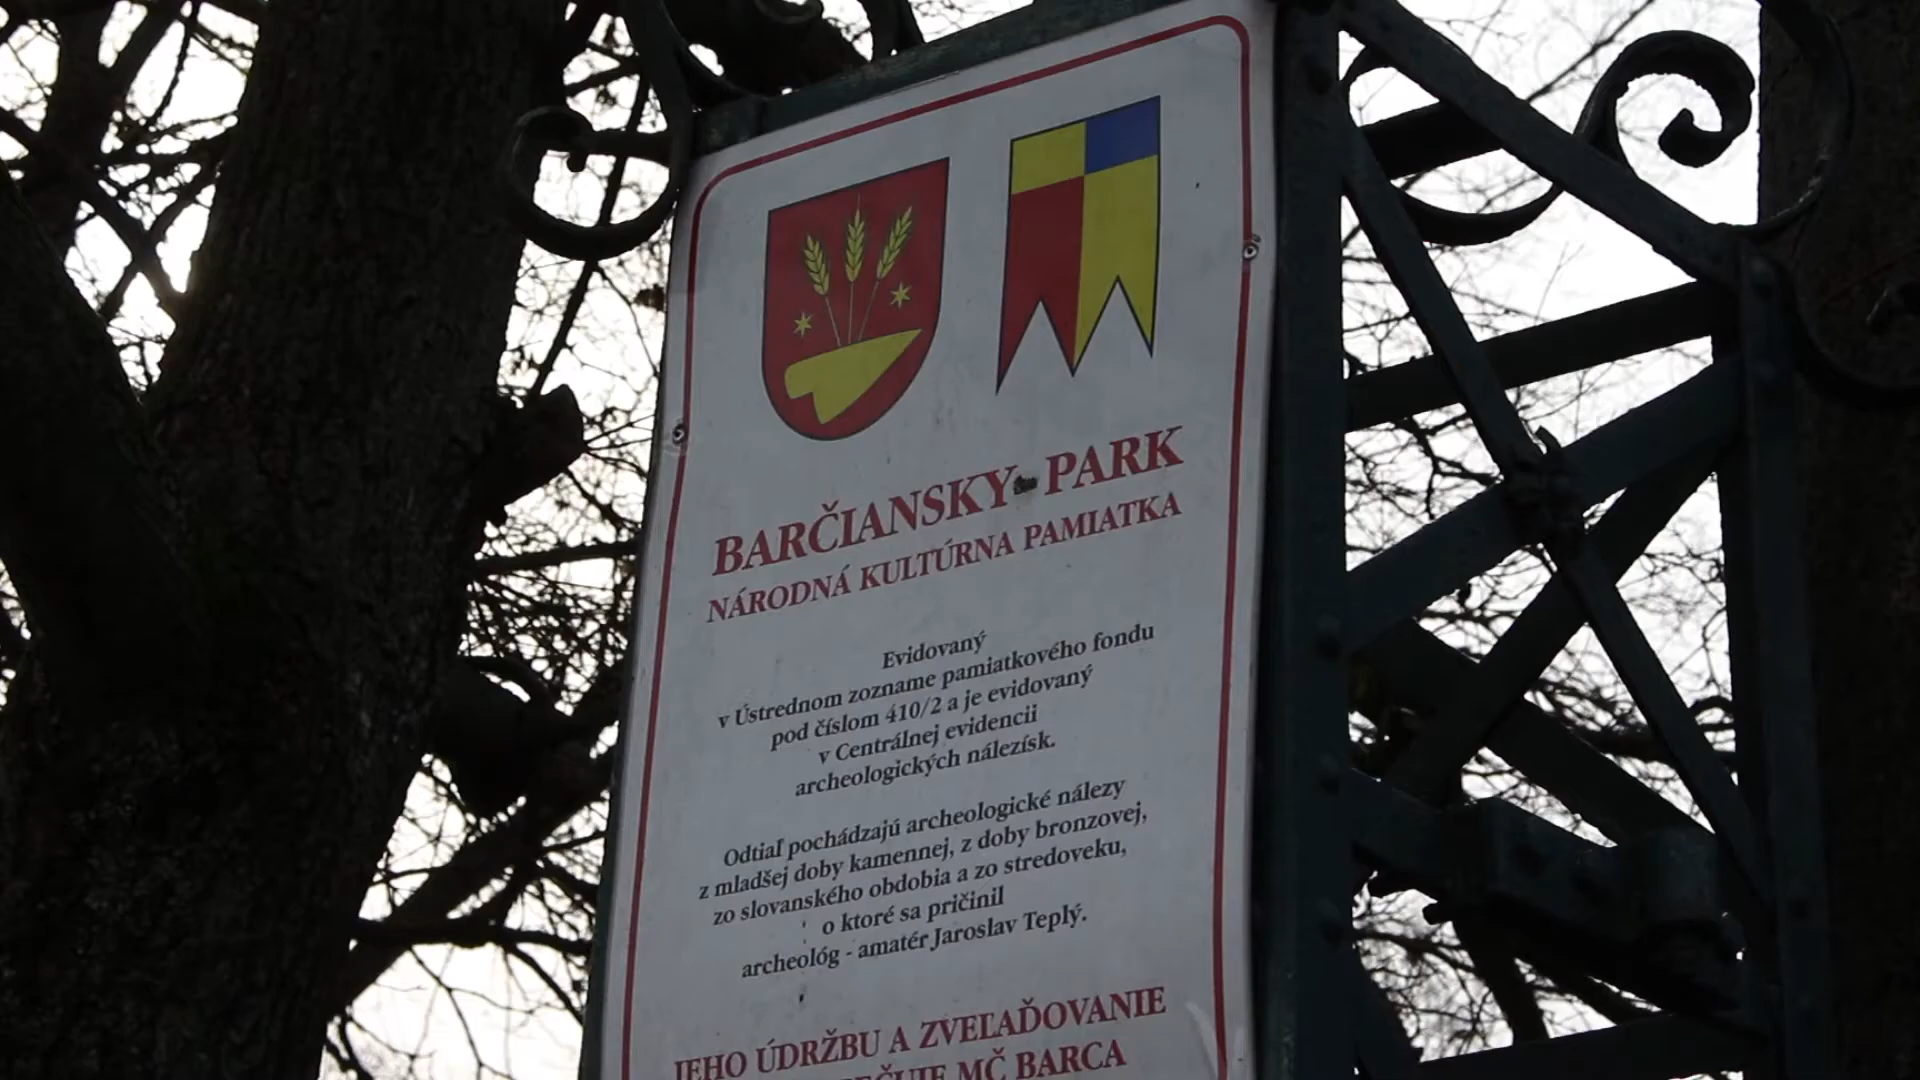 BARČIANSKY PARK
NÁRODNÁ KULTÚRNA PAMIATKA
Evidovaný
v Ústrednom zozname pamiatkového fondu
pod číslom 410/2 a je evidovaný
v Centrálnej evidencii
archeologických nálezísk.
Odtiaľ pochádzajú archeologické nálezy
z mladšej doby kamennej, z doby bronzovej,
zo slovanského obdobia a zo stredoveku,
o ktoré sa pričinil
archeológ - amatér Jaroslav Teplý.
JEHO ÚDRŽBU A ZVEĽAĎOVANIE
MČ BARCA